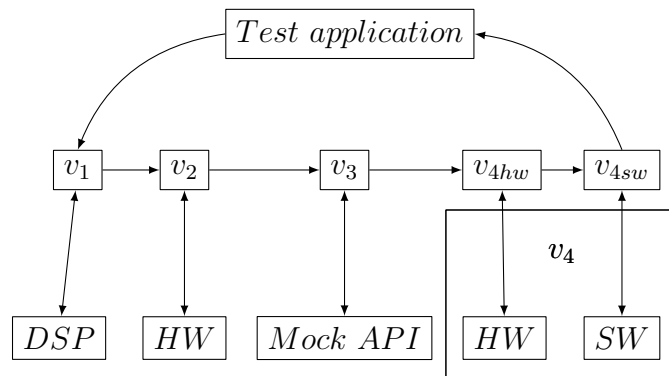 Test application
v₁ v₂ v₃ v₄ₕw v₄ₛw
v₄
DSP HW Mock API HW SW